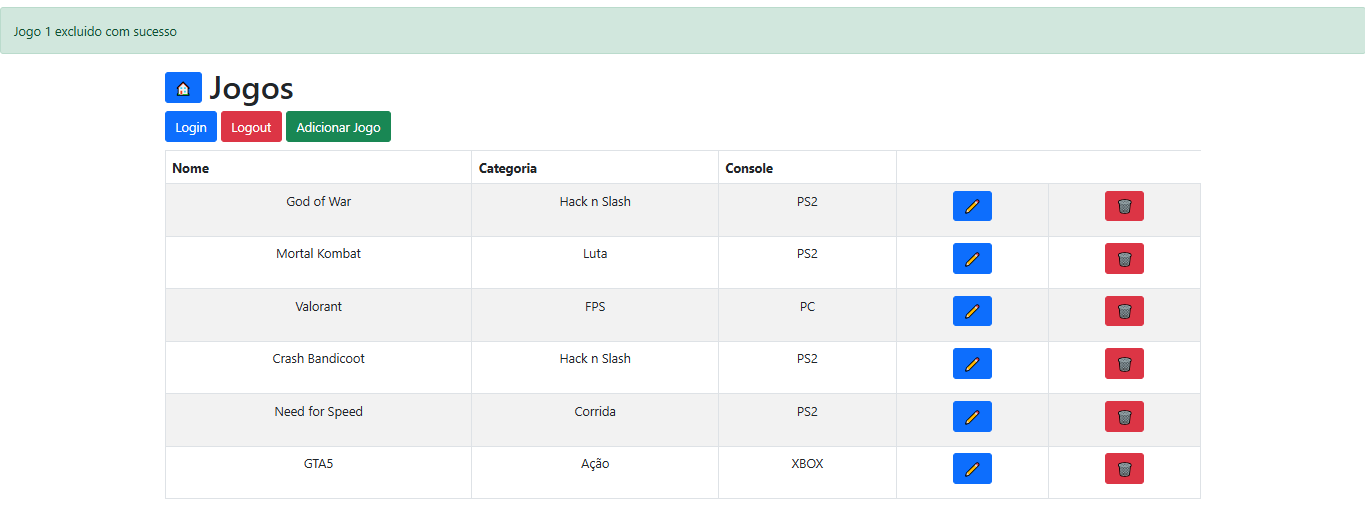 Jogo 1 excluido com sucesso
Jogos
Login Logout Adicionar Jogo
Nome Categoria Console
God of War Hack n Slash PS2
Mortal Kombat Luta PS2
Valorant FPS PC
Crash Bandicoot Hack n Slash PS2
Need for Speed Corrida PS2
GTA5 Ação XBOX